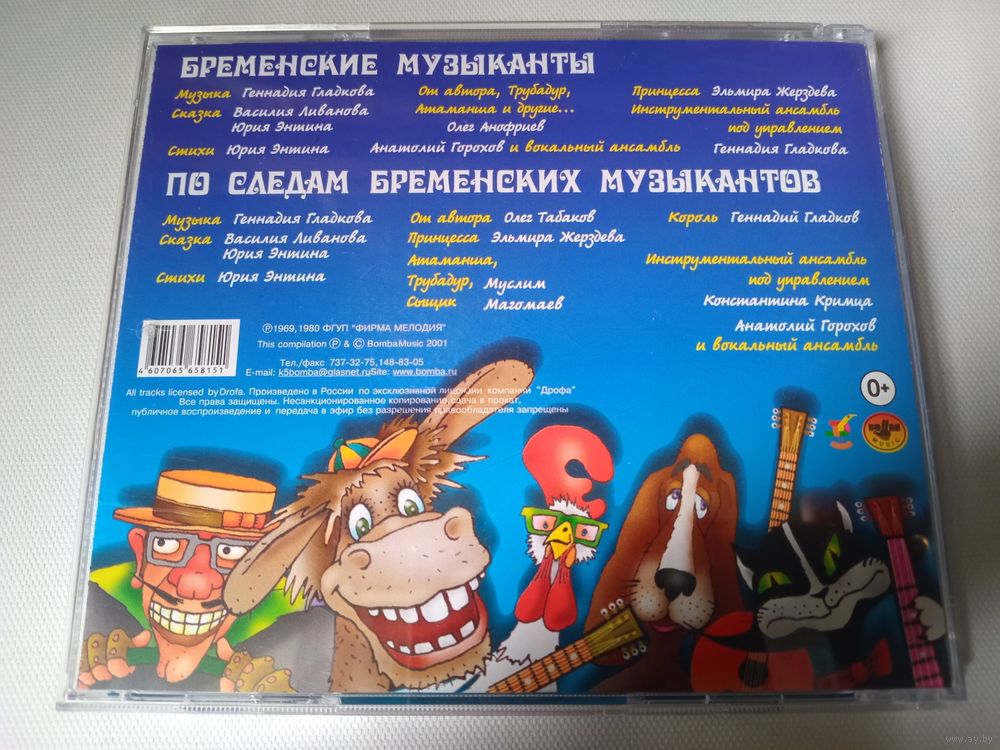 БРЕМЕНСКИЕ МУЗЫКАНТЫ
Музыка Геннадия Гладкова
Сказка Василия Ливанова
Юрия Энтина
Стихи Юрия Энтина
От автора, Трубадур,
Атаманша и другие...
Олег Анофриев
Анатолий Горохов и вокальный ансамбль
Принцесса Эльмира Жерздева
Инструментальный ансамбль
под управлением
Геннадия Гладкова
ПО СЛЕДАМ БРЕМЕНСКИХ МУЗЫКАНТОВ
Музыка Геннадия Гладкова
Сказка Василия Ливанова
Юрия Энтина
Стихи Юрия Энтина
От автора Олег Табаков
Принцесса Эльмира Жерздева
Атаманша,
Трубадур, Муслим
Сыщик Магомаев
Король Геннадий Гладков
Инструментальный ансамбль
под управлением
Константина Кримца
Анатолий Горохов
и вокальный ансамбль
4607065658151
℗1969,1980 ФГУП "ФИРМА МЕЛОДИЯ"
This compilation ℗ & © BombaMusic 2001
Тел./факс 737-32-75,148-83-05
E-mail: k5bomba@glasnet.ruSite: www.bomba.ru
All tracks licensed by Drofa. Произведено в России по эксклюзивной лицензии компании "Дрофа"
Все права защищены. Несанкционированное копирование,сдача в прокат,
публичное воспроизведение и передача в эфир без разрешения правообладателя запрещены
0+
MUSIC
www.ay.by